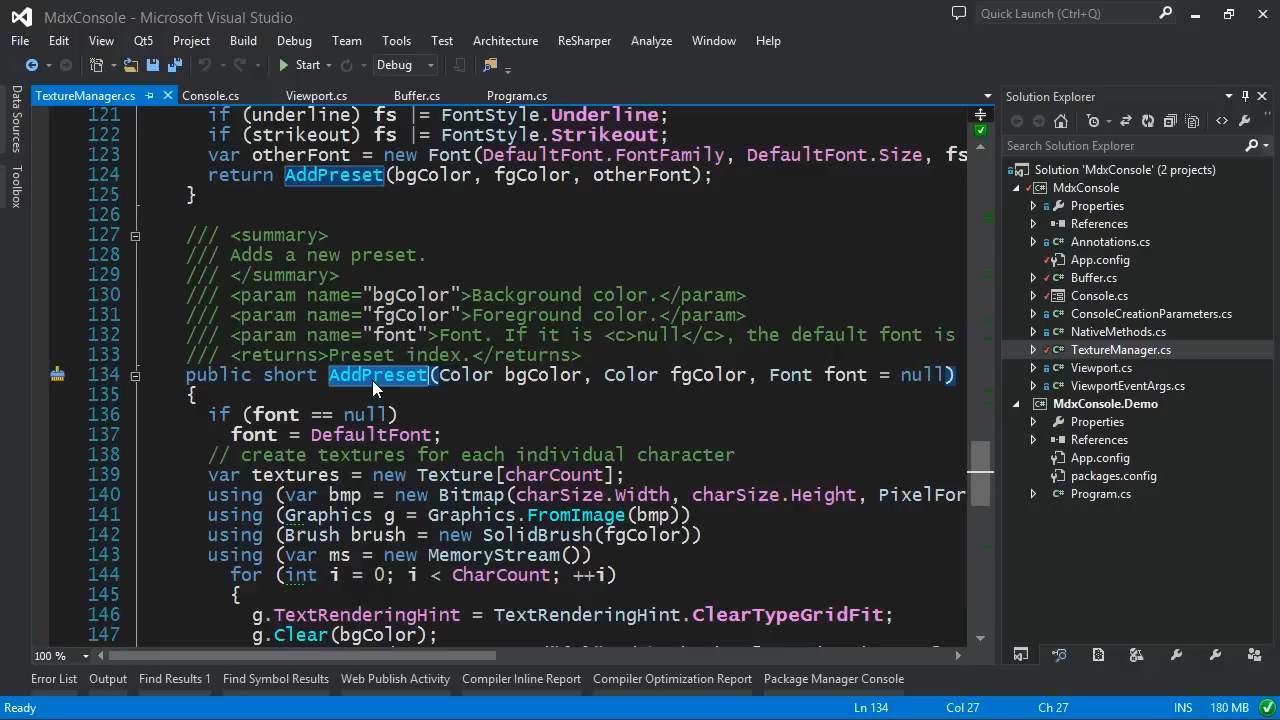 MdxConsole - Microsoft Visual Studio
Quick Launch (Ctrl+Q)
File Edit View Qt5 Project Build Debug Team Tools Test Architecture ReSharper Analyze Window Help
Start Debug
TextureManager.cs Console.cs Viewport.cs Buffer.cs Program.cs
Data Sources
Toolbox
121 if (underline) fs |= FontStyle.Underline;
122 if (strikeout) fs |= FontStyle.Strikeout;
123 var otherFont = new Font(DefaultFont.FontFamily, DefaultFont.Size, fs
124 return AddPreset(bgColor, fgColor, otherFont);
125 }
126
127 /// <summary>
128 /// Adds a new preset.
129 /// </summary>
130 /// <param name="bgColor">Background color.</param>
131 /// <param name="fgColor">Foreground color.</param>
132 /// <param name="font">Font. If it is <c>null</c>, the default font is
133 /// <returns>Preset index.</returns>
134 public short AddPreset(Color bgColor, Color fgColor, Font font = null)
135 {
136 if (font == null)
137 font = DefaultFont;
138 // create textures for each individual character
139 var textures = new Texture[charCount];
140 using (var bmp = new Bitmap(charSize.Width, charSize.Height, PixelFor
141 using (Graphics g = Graphics.FromImage(bmp))
142 using (Brush brush = new SolidBrush(fgColor))
143 using (var ms = new MemoryStream())
144 for (int i = 0; i < CharCount; ++i)
145 {
146 g.TextRenderingHint = TextRenderingHint.ClearTypeGridFit;
147 g.Clear(bgColor);
100 %
Solution Explorer
Search Solution Explorer
Solution 'MdxConsole' (2 projects)
MdxConsole
Properties
References
Annotations.cs
App.config
Buffer.cs
Console.cs
ConsoleCreationParameters.cs
NativeMethods.cs
TextureManager.cs
Viewport.cs
ViewportEventArgs.cs
MdxConsole.Demo
Properties
References
App.config
packages.config
Program.cs
Error List Output Find Results 1 Find Symbol Results Web Publish Activity Compiler Inline Report Compiler Optimization Report Package Manager Console
Ready Ln 134 Col 27 Ch 27 INS 180 MB